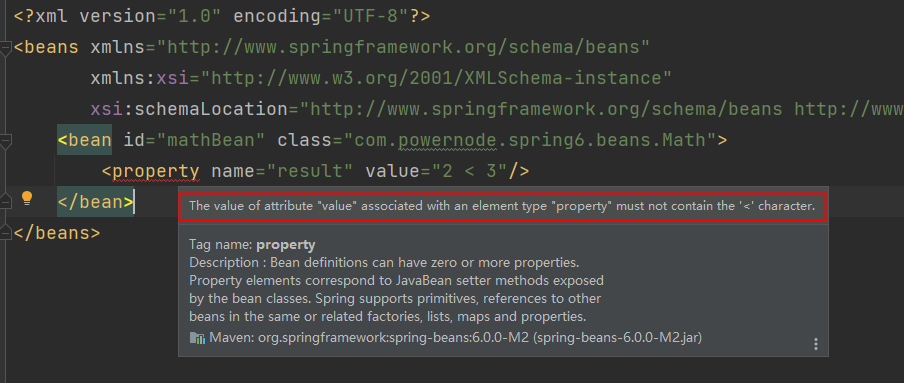 <?xml version="1.0" encoding="UTF-8"?>
<beans xmlns="http://www.springframework.org/schema/beans"
xmlns:xsi="http://www.w3.org/2001/XMLSchema-instance"
xsi:schemaLocation="http://www.springframework.org/schema/beans http://www
<bean id="mathBean" class="com.powernode.spring6.beans.Math">
<property name="result" value="2 < 3"/>
</bean>
The value of attribute "value" associated with an element type "property" must not contain the '<' character.
</beans>
Tag name: property
Description : Bean definitions can have zero or more properties.
Property elements correspond to JavaBean setter methods exposed
by the bean classes. Spring supports primitives, references to other
beans in the same or related factories, lists, maps and properties.
Maven: org.springframework:spring-beans:6.0.0-M2 (spring-beans-6.0.0-M2.jar)